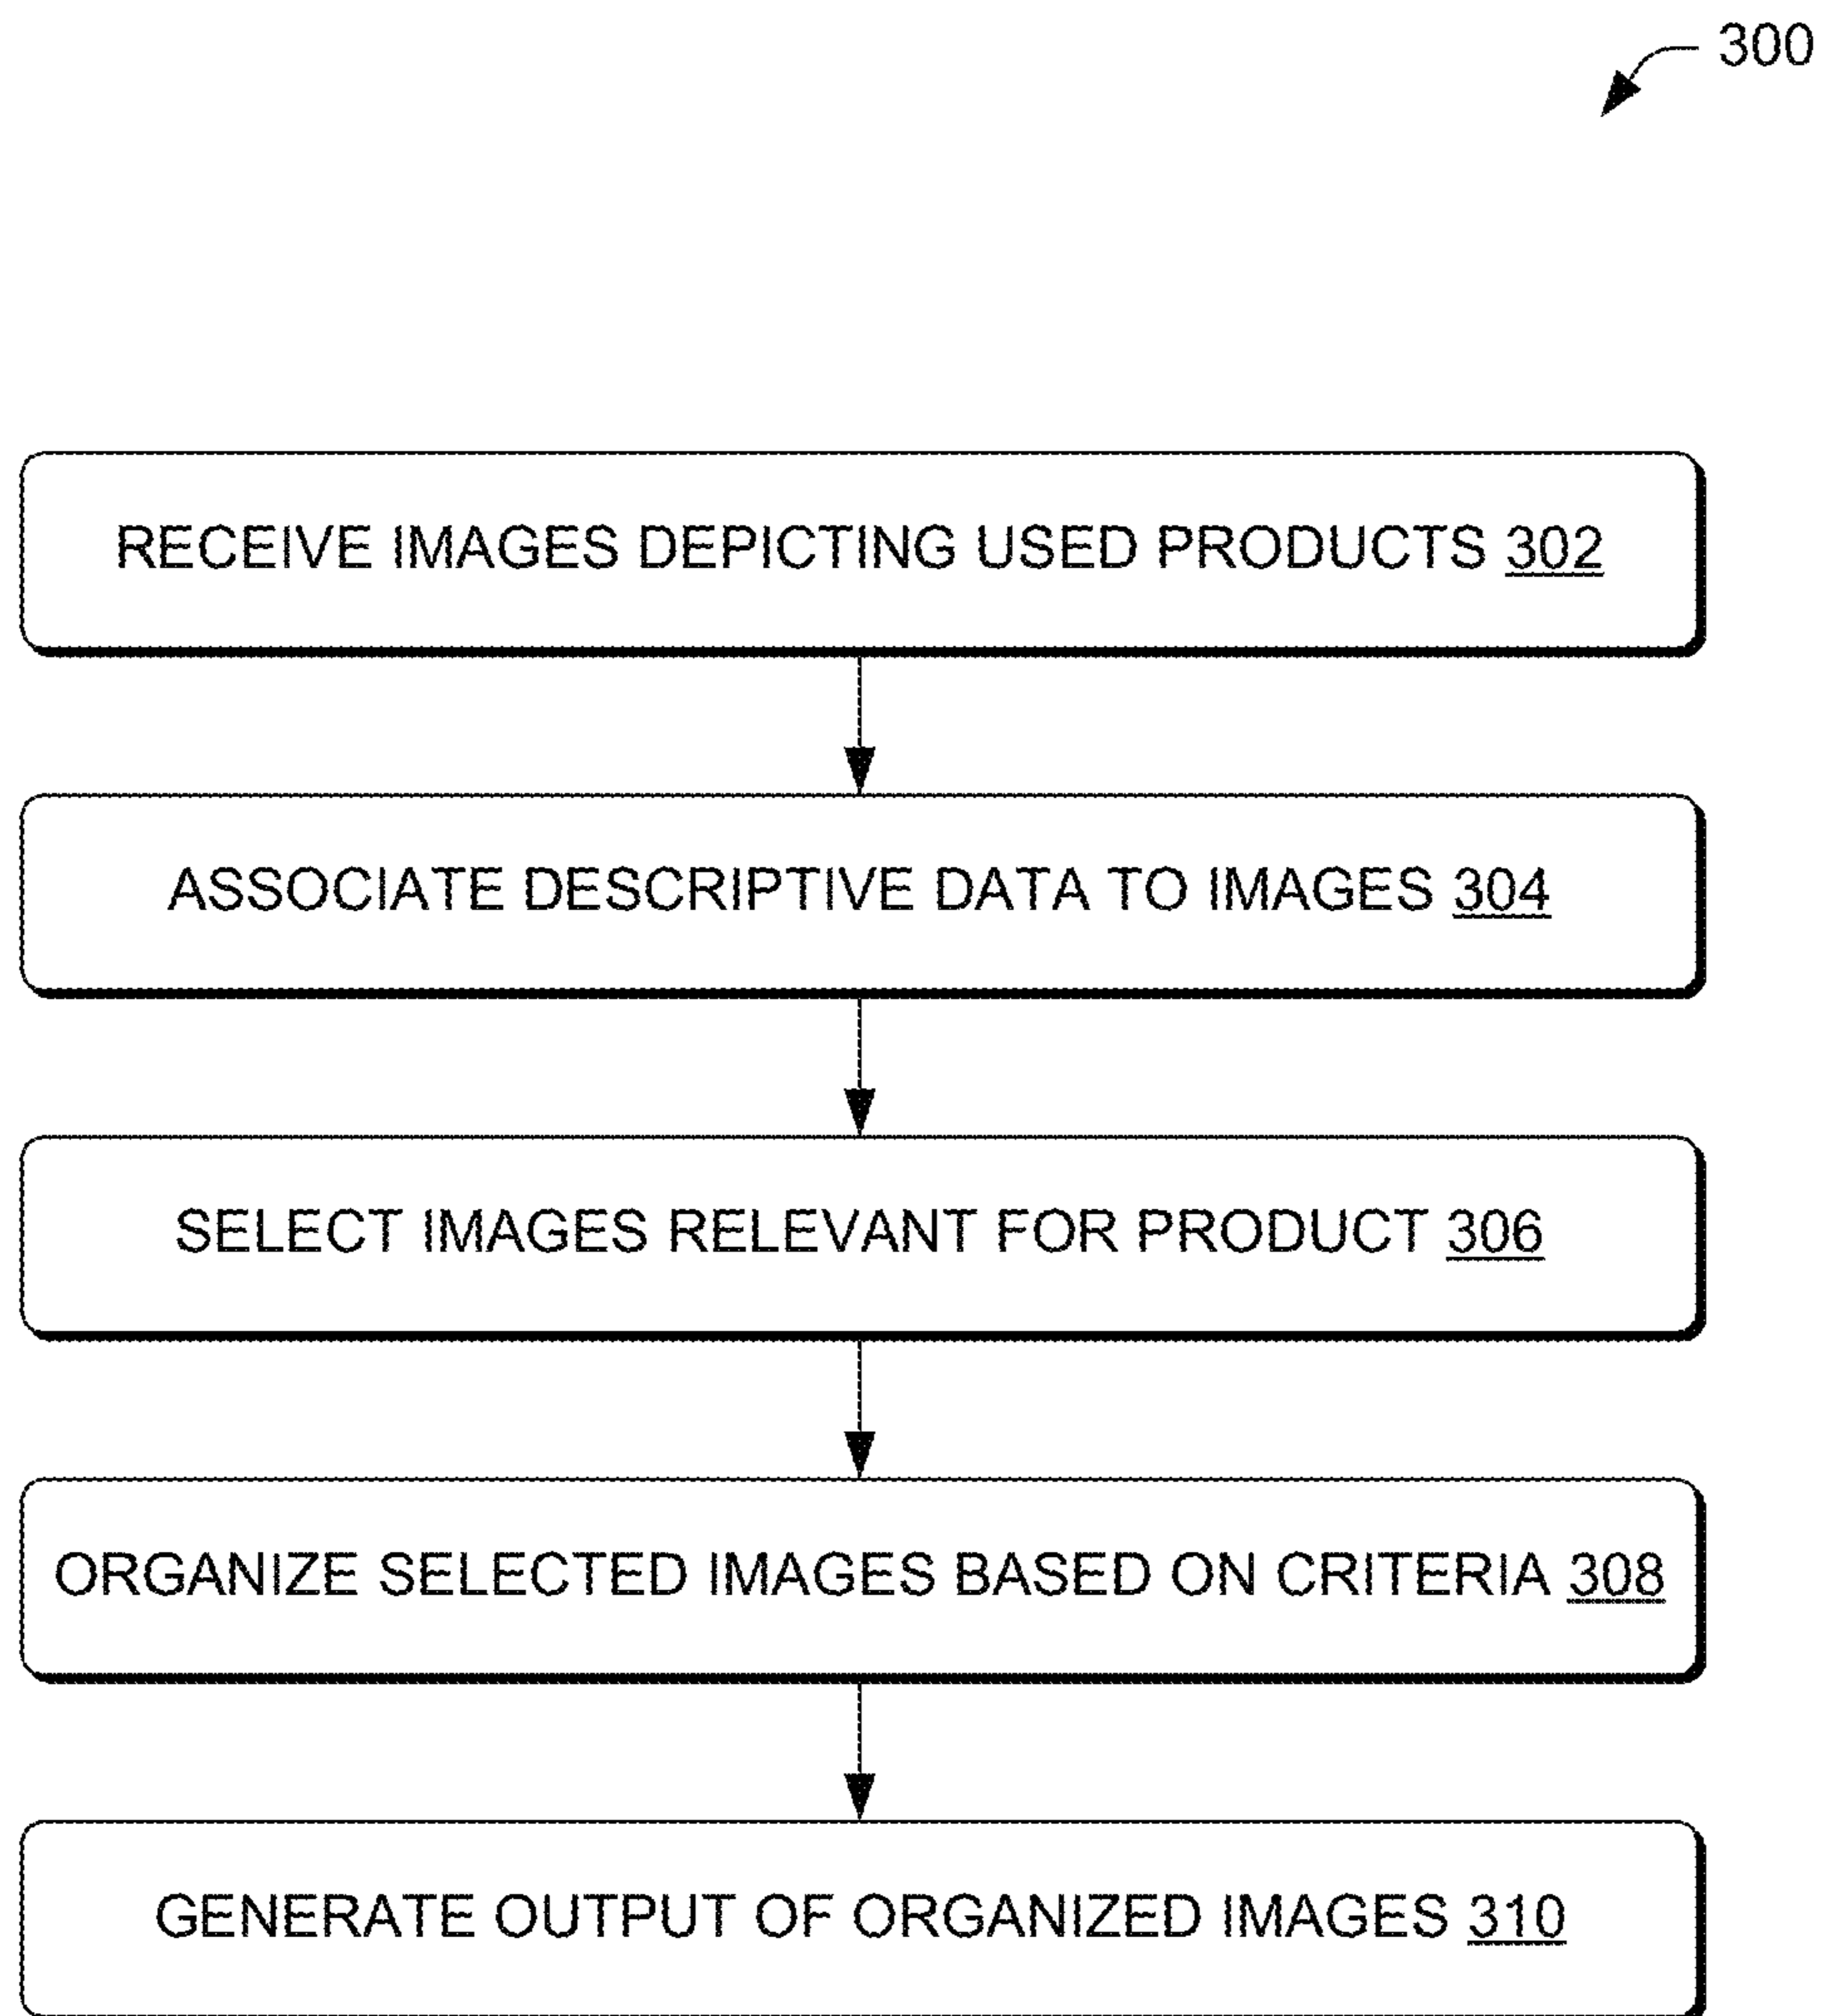 300
RECEIVE IMAGES DEPICTING USED PRODUCTS 302
ASSOCIATE DESCRIPTIVE DATA TO IMAGES 304
SELECT IMAGES RELEVANT FOR PRODUCT 306
ORGANIZE SELECTED IMAGES BASED ON CRITERIA 308
GENERATE OUTPUT OF ORGANIZED IMAGES 310